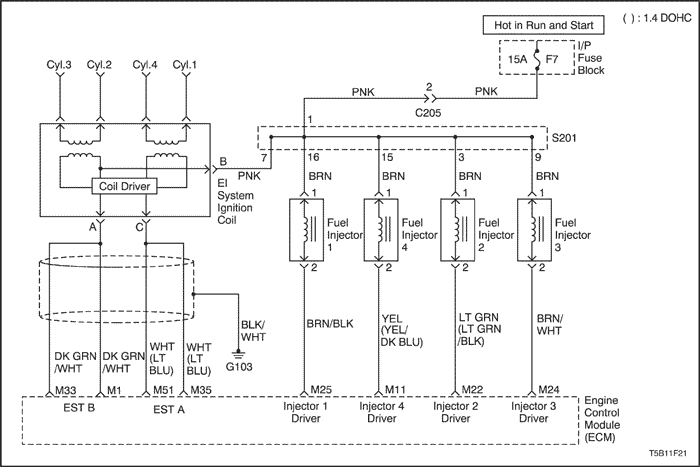 Hot in Run and Start
( ) : 1.4 DOHC
15A F7
I/P
Fuse
Block
Cyl.3 Cyl.2 Cyl.4 Cyl.1
PNK 2 PNK
C205
1
S201
B
7 16 15 3 9
PNK
EI
System
Ignition
Coil
Coil Driver
BRN BRN BRN BRN
1 1 1 1
Fuel
Injector
1
Fuel
Injector
4
Fuel
Injector
2
Fuel
Injector
3
A C
2 2 2 2
BLK/
WHT
G103
BRN/BLK
YEL
(YEL/
DK BLU)
LT GRN
(LT GRN
/BLK)
BRN/
WHT
DK GRN
/WHT
DK GRN
/WHT
WHT
(LT
BLU)
WHT
(LT
BLU)
M33 M1 M51 M35 M25 M11 M22 M24
EST B EST A
Injector 1
Driver
Injector 4
Driver
Injector 2
Driver
Injector 3
Driver
Engine
Control
Module
(ECM)
T5B11F21